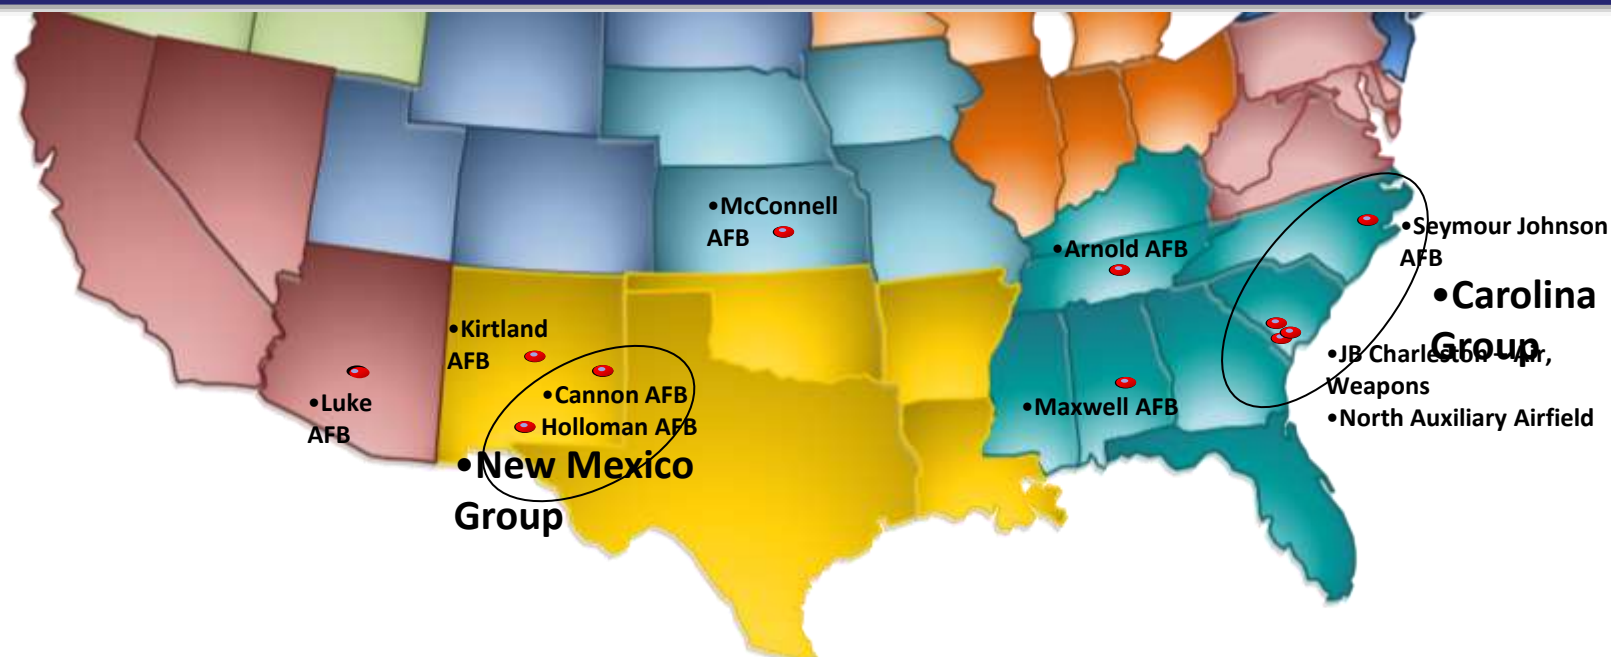 •McConnell
AFB
•Seymour Johnson
AFB
•Arnold AFB
•Carolina
Group
•Kirtland
AFB
•JB Charleston – Air,
Weapons
•North Auxiliary Airfield
•Luke
AFB
•Cannon AFB
Holloman AFB
•Maxwell AFB
•New Mexico
Group